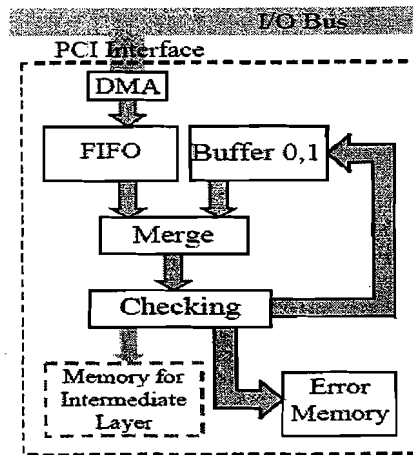 I/O Bus
PCI Interface
DMA
FIFO
Buffer 0,1
Merge
Checking
Memory for
Intermediate
Layer
Error
Memory